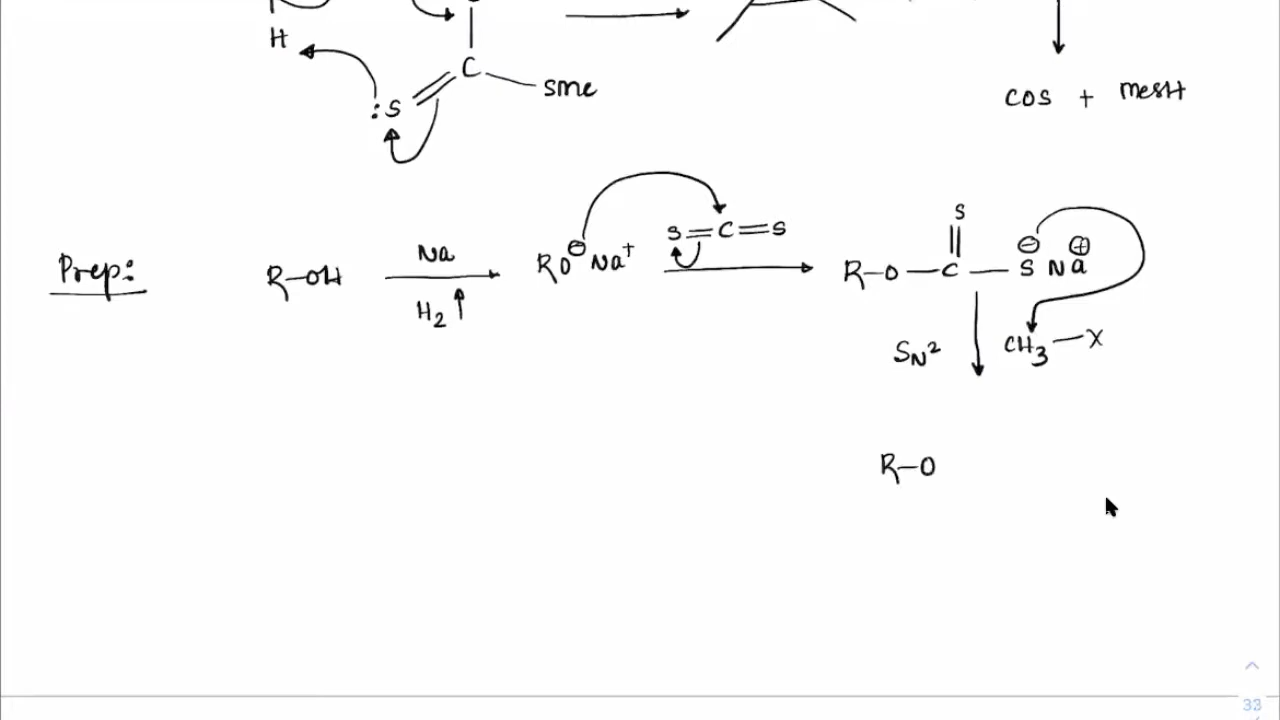 H
C
:S
SMe
COS + MeSH
S
S=C=S
Prep:
R-OH
Na
H2 ↑
RO⊖ Na+
R-O-C-S⊖ Na⊕
SN2
CH3-X
R-O
33